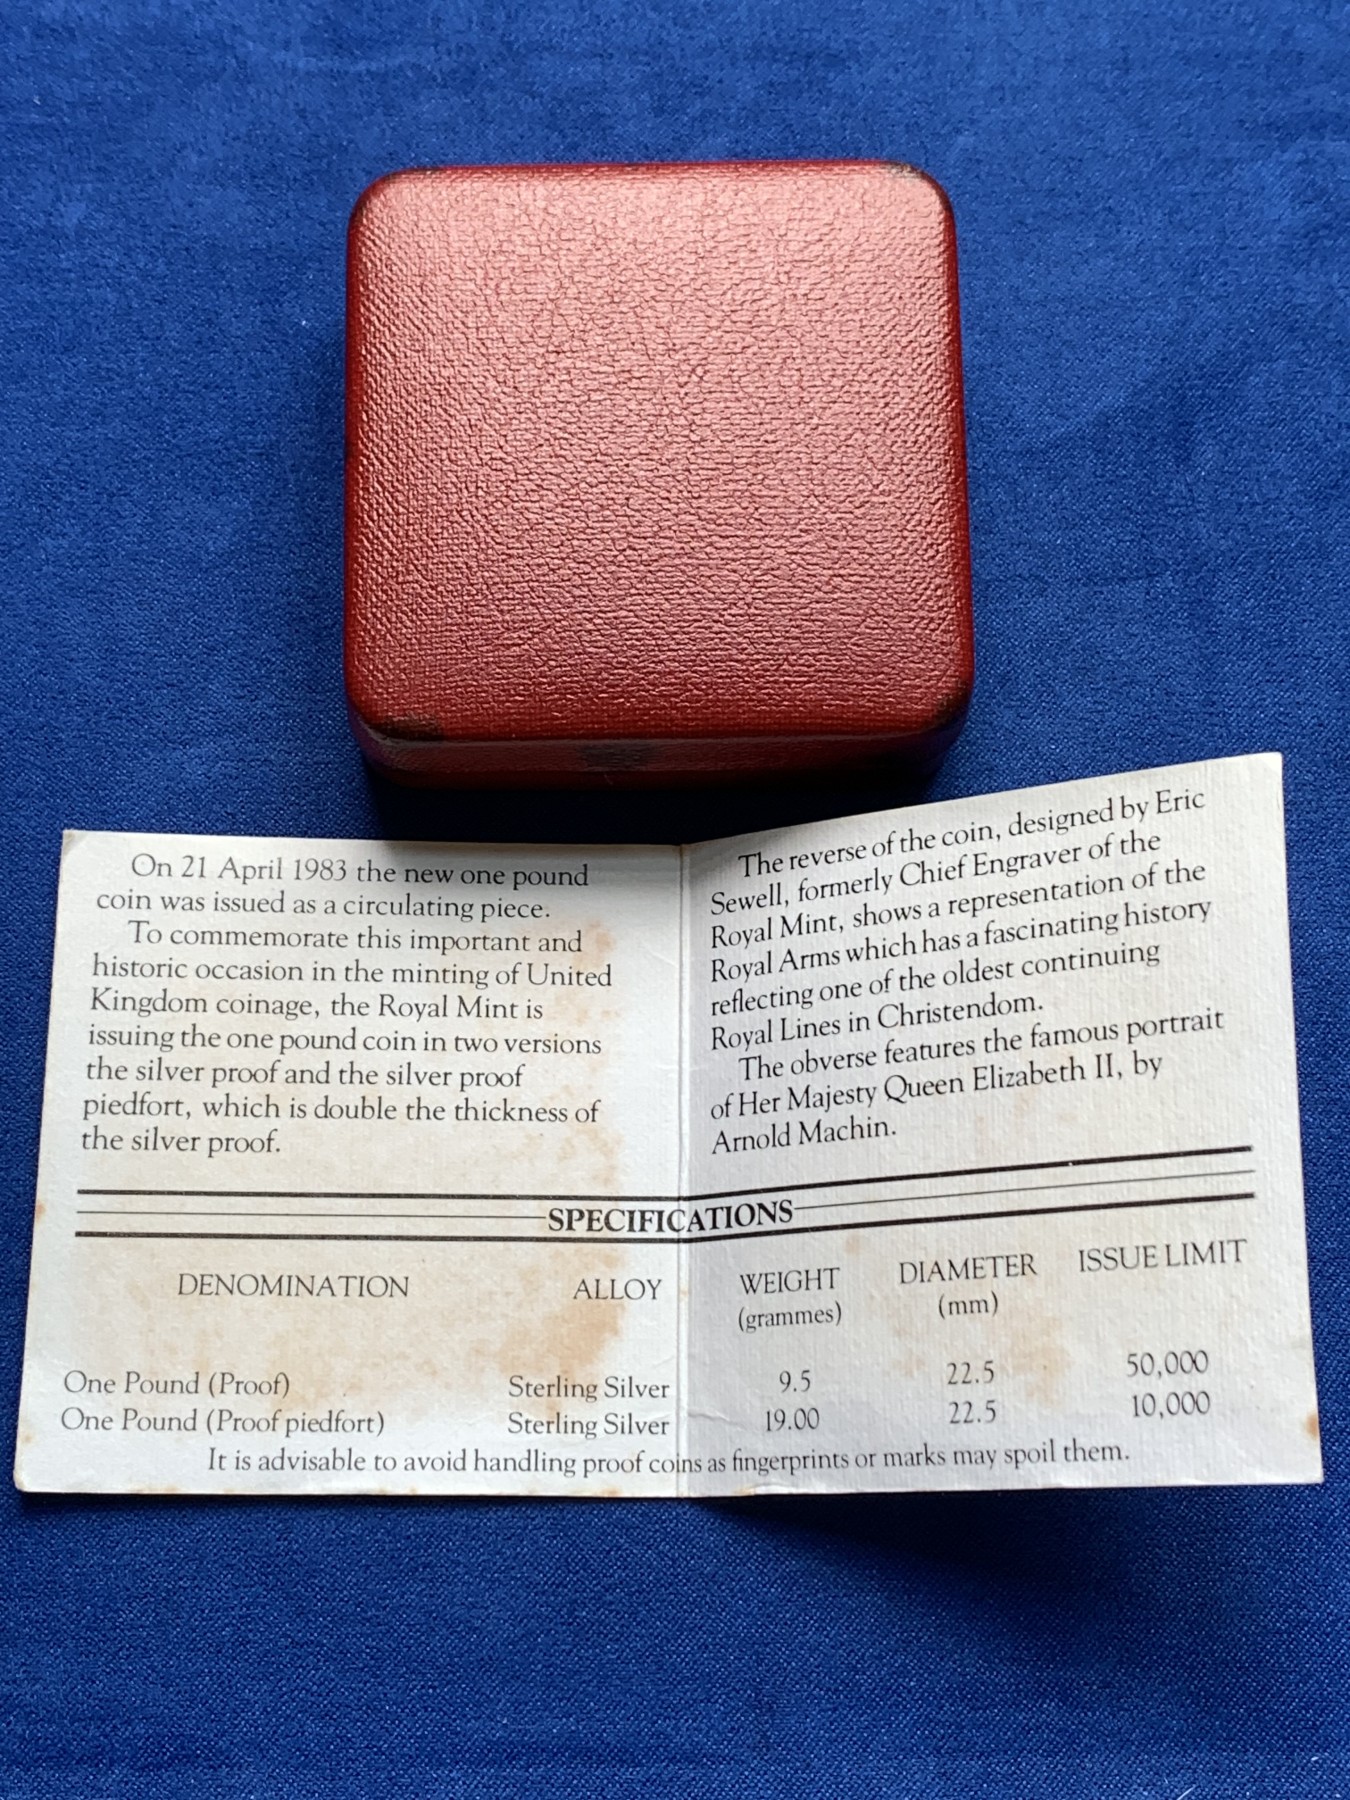 On 21 April 1983 the new one pound
coin was issued as a circulating piece.
To commemorate this important and
historic occasion in the minting of United
Kingdom coinage, the Royal Mint is
issuing the one pound coin in two versions
the silver proof and the silver proof
piedfort, which is double the thickness of
the silver proof.
The reverse of the coin, designed by Eric
Sewell, formerly Chief Engraver of the
Royal Mint, shows a representation of the
Royal Arms which has a fascinating history
reflecting one of the oldest continuing
Royal Lines in Christendom.
The obverse features the famous portrait
of Her Majesty Queen Elizabeth II, by
Arnold Machin.
SPECIFICATIONS
DENOMINATION ALLOY WEIGHT DIAMETER ISSUE LIMIT
(grammes) (mm)
One Pound (Proof) Sterling Silver 9.5 22.5 50,000
One Pound (Proof piedfort) Sterling Silver 19.00 22.5 10,000
It is advisable to avoid handling proof coins as fingerprints or marks may spoil them.